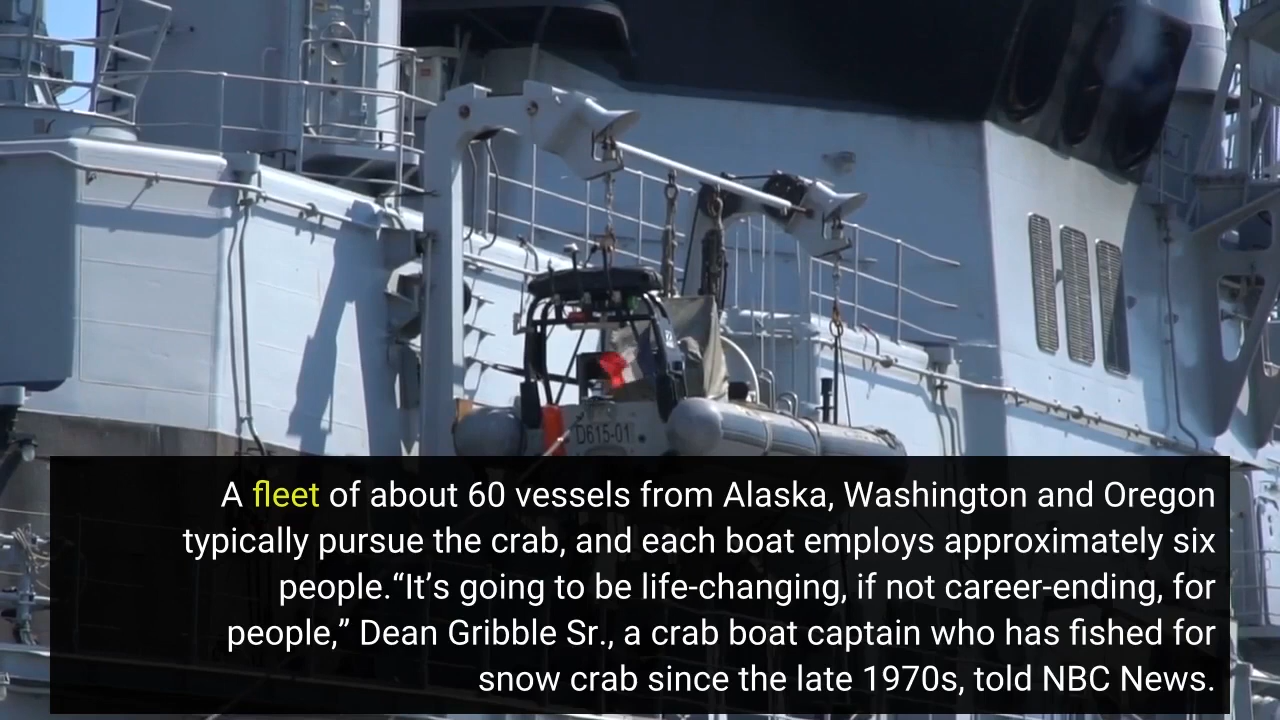 D615-01
A fleet of about 60 vessels from Alaska, Washington and Oregon
typically pursue the crab, and each boat employs approximately six
people.“It’s going to be life-changing, if not career-ending, for
people,” Dean Gribble Sr., a crab boat captain who has fished for
snow crab since the late 1970s, told NBC News.